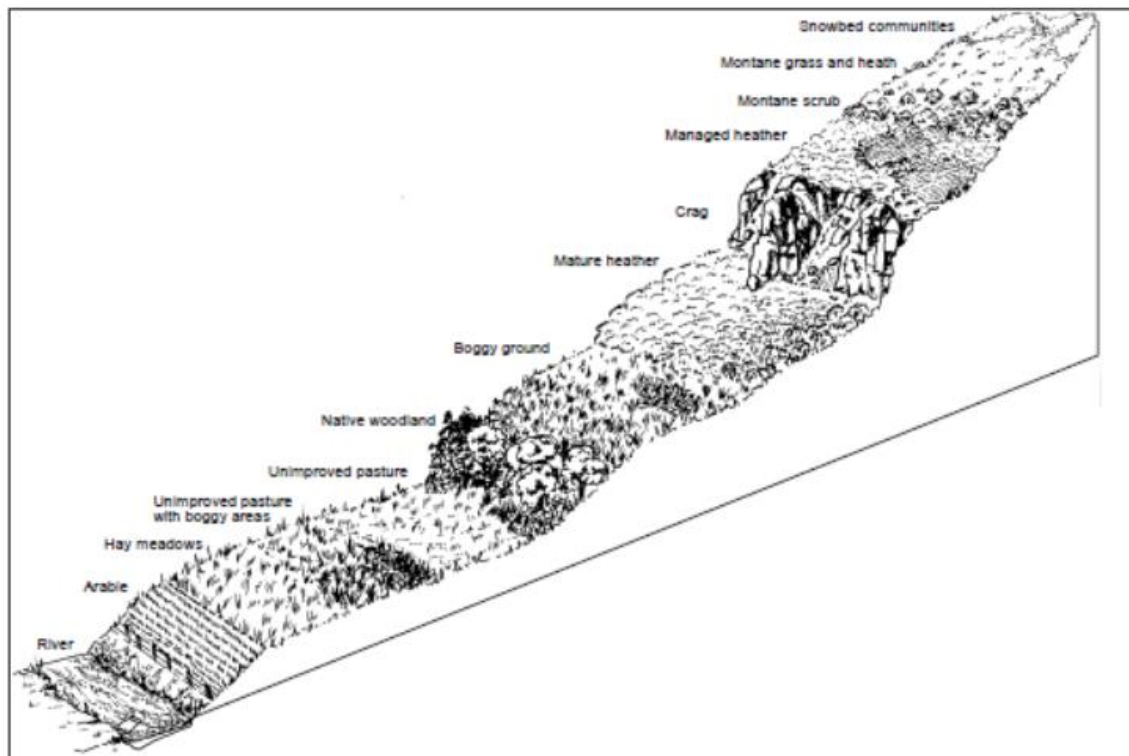 Snowbed communities
Montane grass and heath
Montane scrub
Managed heather
Crag
Mature heather
Boggy ground
Native woodland
Unimproved pasture
Unimproved pasture
with boggy areas
Hay meadows
Arable
River